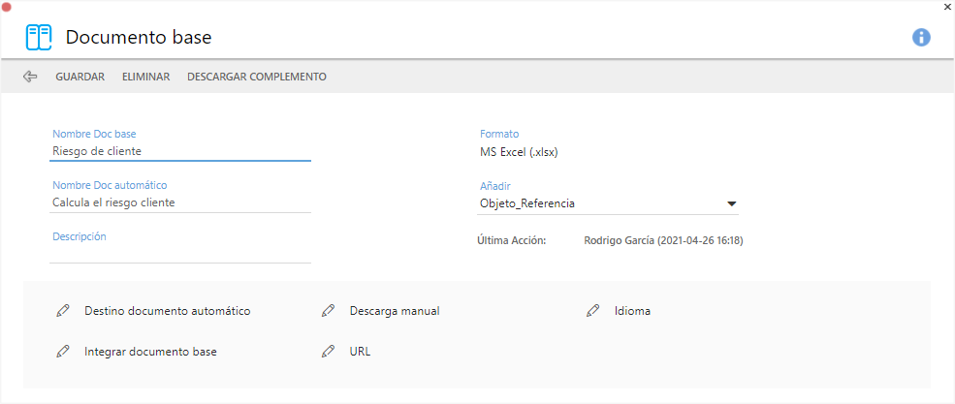 Documento base
GUARDAR ELIMINAR DESCARGAR COMPLEMENTO
Nombre Doc base
Riesgo de cliente
Formato
MS Excel (.xlsx)
Nombre Doc automático
Calcula el riesgo cliente
Añadir
Objeto_Referencia
Descripción
Última Acción: Rodrigo García (2021-04-26 16:18)
Destino documento automático Descarga manual Idioma
Integrar documento base URL